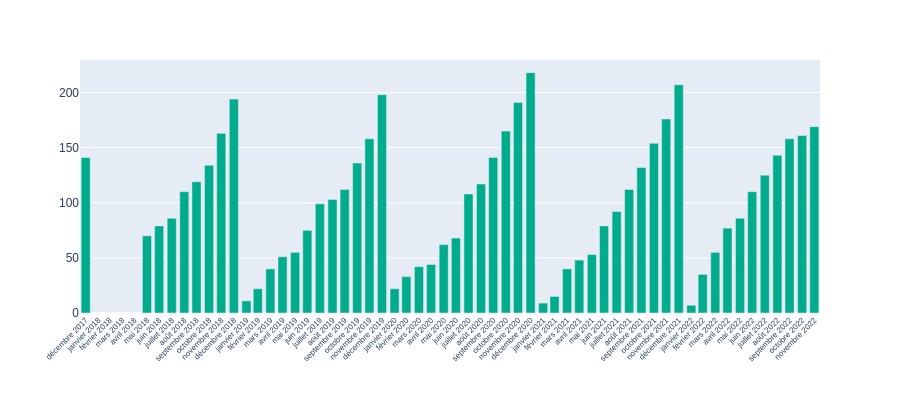 200
150
100
50
0
décembre 2017
janvier 2018
février 2018
mars 2018
avril 2018
mai 2018
juin 2018
juillet 2018
août 2018
septembre 2018
octobre 2018
novembre 2018
décembre 2018
janvier 2019
février 2019
mars 2019
avril 2019
mai 2019
juin 2019
juillet 2019
août 2019
septembre 2019
octobre 2019
novembre 2019
décembre 2019
janvier 2020
février 2020
mars 2020
avril 2020
mai 2020
juin 2020
juillet 2020
août 2020
septembre 2020
octobre 2020
novembre 2020
décembre 2020
janvier 2021
février 2021
mars 2021
avril 2021
mai 2021
juin 2021
juillet 2021
août 2021
septembre 2021
octobre 2021
novembre 2021
décembre 2021
janvier 2022
février 2022
mars 2022
avril 2022
mai 2022
juin 2022
juillet 2022
août 2022
septembre 2022
octobre 2022
novembre 2022